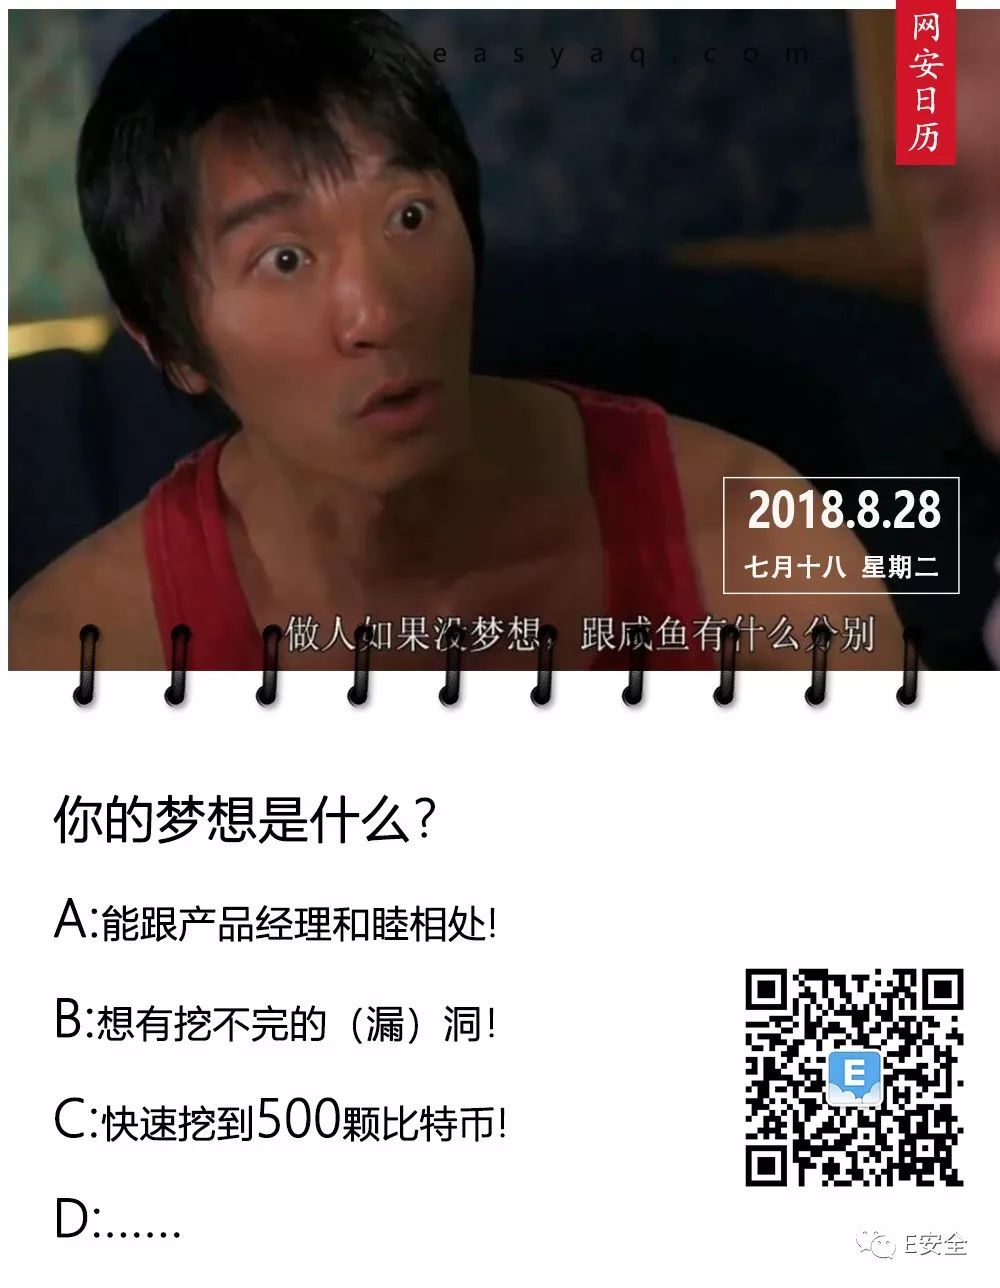 .easyaq.com
网安日历
2018.8.28
七月十八 星期二
做人如果没梦想，跟咸鱼有什么分别
你的梦想是什么?
A:能跟产品经理和睦相处!
B:想有挖不完的（漏）洞!
C:快速挖到500颗比特币!
D:......
E
E安全